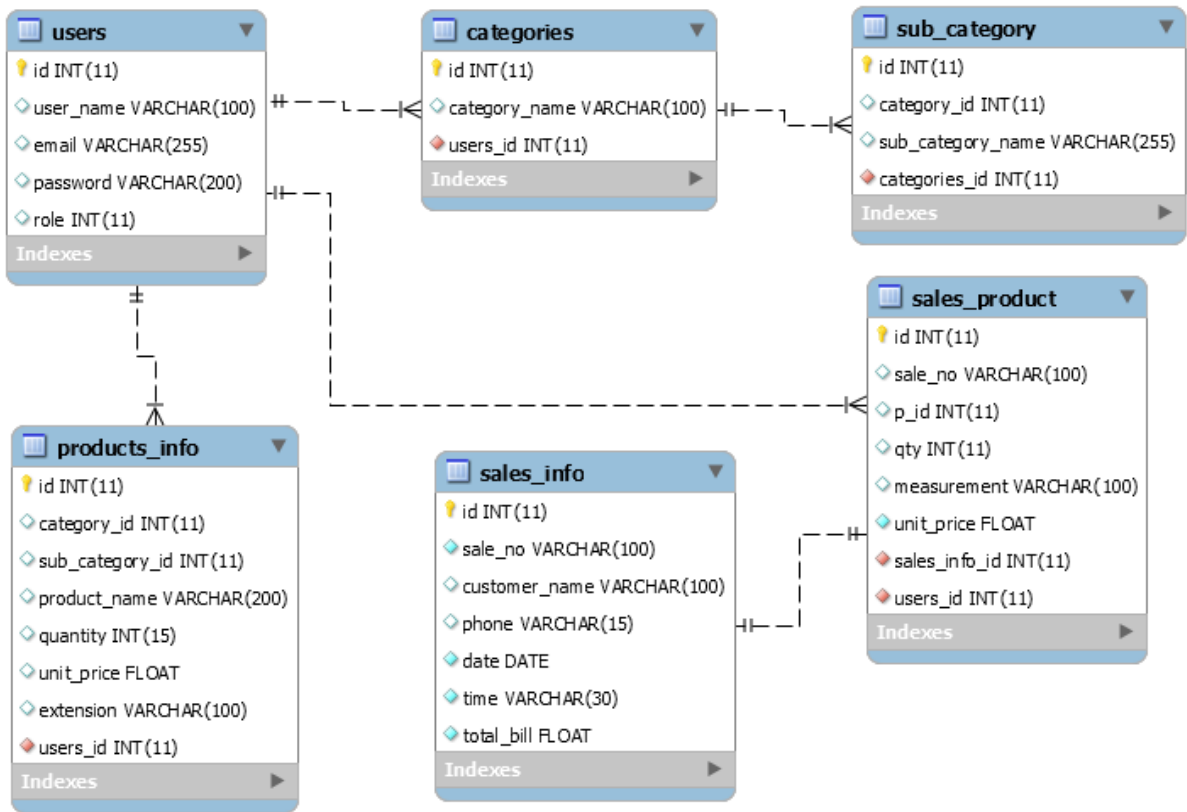 users
id INT(11)
user_name VARCHAR(100)
email VARCHAR(255)
password VARCHAR(200)
role INT(11)
Indexes
categories
id INT(11)
category_name VARCHAR(100)
users_id INT(11)
Indexes
sub_category
id INT(11)
category_id INT(11)
sub_category_name VARCHAR(255)
categories_id INT(11)
Indexes
products_info
id INT(11)
category_id INT(11)
sub_category_id INT(11)
product_name VARCHAR(200)
quantity INT(15)
unit_price FLOAT
extension VARCHAR(100)
users_id INT(11)
Indexes
sales_info
id INT(11)
sale_no VARCHAR(100)
customer_name VARCHAR(100)
phone VARCHAR(15)
date DATE
time VARCHAR(30)
total_bill FLOAT
Indexes
sales_product
id INT(11)
sale_no VARCHAR(100)
p_id INT(11)
qty INT(11)
measurement VARCHAR(100)
unit_price FLOAT
sales_info_id INT(11)
users_id INT(11)
Indexes